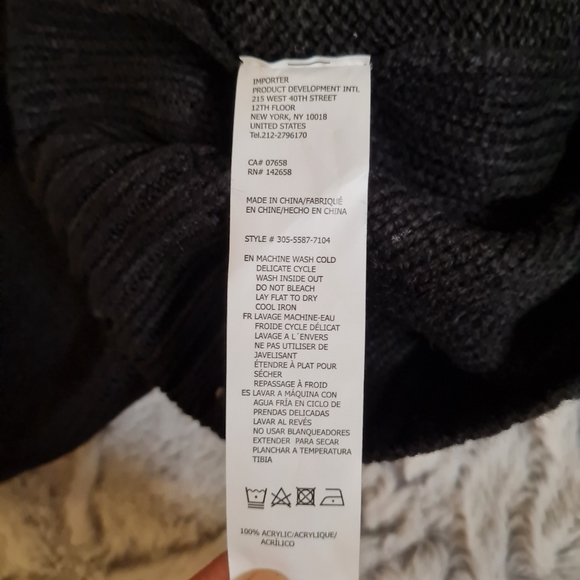 IMPORTER
PRODUCT DEVELOPMENT INTL
215 WEST 40TH STREET
12TH FLOOR
NEW YORK, NY 10018
UNITED STATES
Tel.212-2796170
CA# 07658
RN# 142658
MADE IN CHINA/FABRIQUÉ
EN CHINE/HECHO EN CHINA
STYLE # 305-5587-7104
EN MACHINE WASH COLD
DELICATE CYCLE
WASH INSIDE OUT
DO NOT BLEACH
LAY FLAT TO DRY
COOL IRON
FR LAVAGE MACHINE-EAU
FROIDE CYCLE DÉLICAT
LAVAGE A L´ENVERS
NE PAS UTILISER DE
JAVELISANT
ÉTENDRE À PLAT POUR
SÉCHER
REPASSAGE À FROID
ES LAVAR A MÁQUINA CON
AGUA FRÍA EN CICLO DE
PRENDAS DELICADAS
LAVAR AL REVÉS
NO USAR BLANQUEADORES
EXTENDER PARA SECAR
PLANCHAR A TEMPERATURA
TIBIA
100% ACRYLIC/ACRYLIQUE/
ACRÍLICO